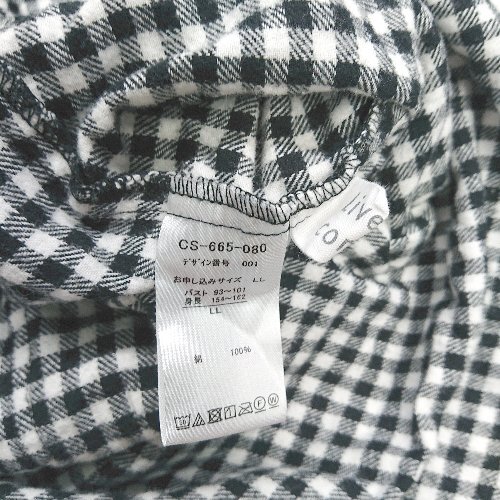 CS-665-080
デザイン番号 001
お申し込みサイズ LL
バスト 93~101
身長 154~162
LL
綿 100%
live